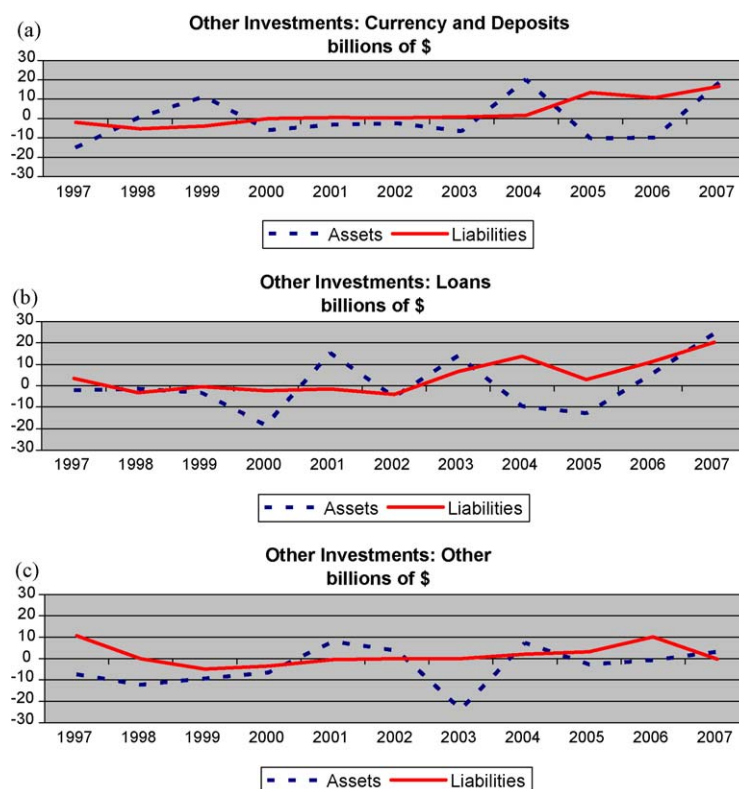 (a)
Other Investments: Currency and Deposits
billions of $
30
20
10
0
-10
-20
-30
1997 1998 1999 2000 2001 2002 2003 2004 2005 2006 2007
Assets Liabilities
(b)
Other Investments: Loans
billions of $
30
20
10
0
-10
-20
-30
1997 1998 1999 2000 2001 2002 2003 2004 2005 2006 2007
Assets Liabilities
(c)
Other Investments: Other
billions of $
30
20
10
0
-10
-20
-30
1997 1998 1999 2000 2001 2002 2003 2004 2005 2006 2007
Assets Liabilities